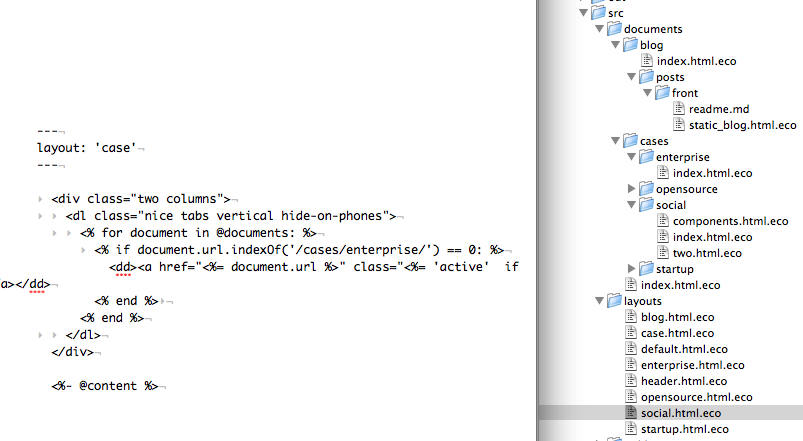 ---¬
layout: 'case'¬
---¬
<div class="two columns">¬
<dl class="nice tabs vertical hide-on-phones">¬
<% for document in @documents: %>¬
<% if document.url.indexOf('/cases/enterprise/') == 0: %>¬
<dd><a href="<%= document.url %>" class="<%= 'active'  if
a></dd>¬
<% end %>¬
<% end %>¬
</dl>¬
</div>¬
<%- @content %>¬
src
documents
blog
index.html.eco
posts
front
readme.md
static_blog.html.eco
cases
enterprise
index.html.eco
opensource
social
components.html.eco
index.html.eco
two.html.eco
startup
index.html.eco
layouts
blog.html.eco
case.html.eco
default.html.eco
enterprise.html.eco
header.html.eco
opensource.html.eco
social.html.eco
startup.html.eco